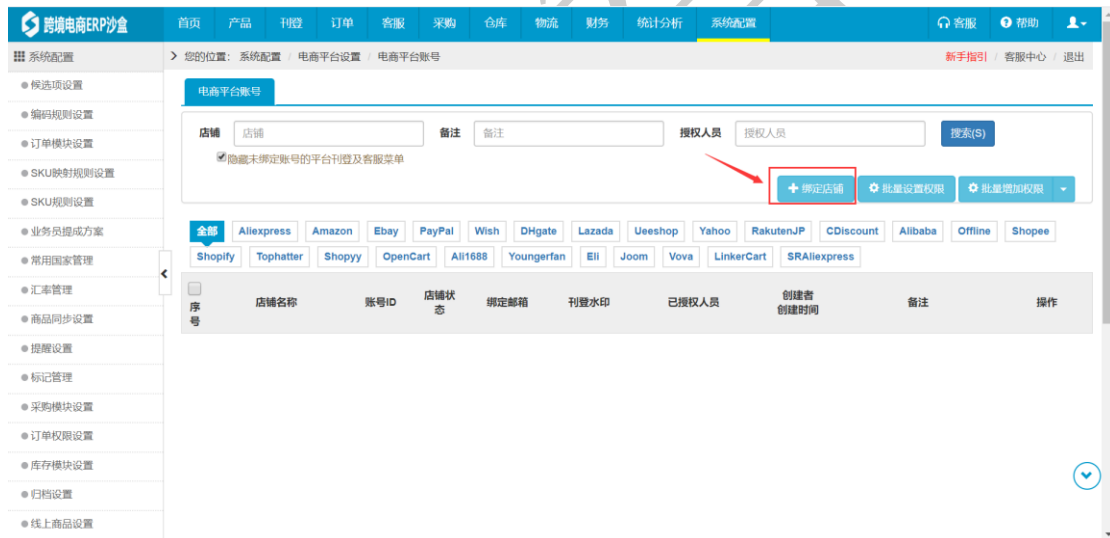 跨境电商ERP沙盒 首页 产品 刊登 订单 客服 采购 仓库 物流 财务 统计分析 系统配置 客服 帮助
系统配置
> 您的位置: 系统配置 / 电商平台设置 / 电商平台账号 新手指引 / 客服中心 / 退出
候选项设置
编码规则设置
订单模块设置
SKU映射规则设置
SKU规则设置
业务员提成方案
常用国家管理
汇率管理
商品同步设置
提醒设置
标记管理
采购模块设置
订单权限设置
库存模块设置
归档设置
线上商品设置
电商平台账号
店铺 店铺 备注 备注 授权人员 授权人员 搜索(S)
隐藏未绑定账号的平台刊登及客服菜单
绑定店铺 批量设置权限 批量增加权限
全部 Aliexpress Amazon Ebay PayPal Wish DHgate Lazada Ueeshop Yahoo RakutenJP CDiscount Alibaba Offline Shopee
Shopify Tophatter Shopyy OpenCart Ali1688 Youngerfan Eli Joom Vova LinkerCart SRAliexpress
序号 店铺名称 账号ID 店铺状态 绑定邮箱 刊登水印 已授权人员 创建者 创建时间 备注 操作